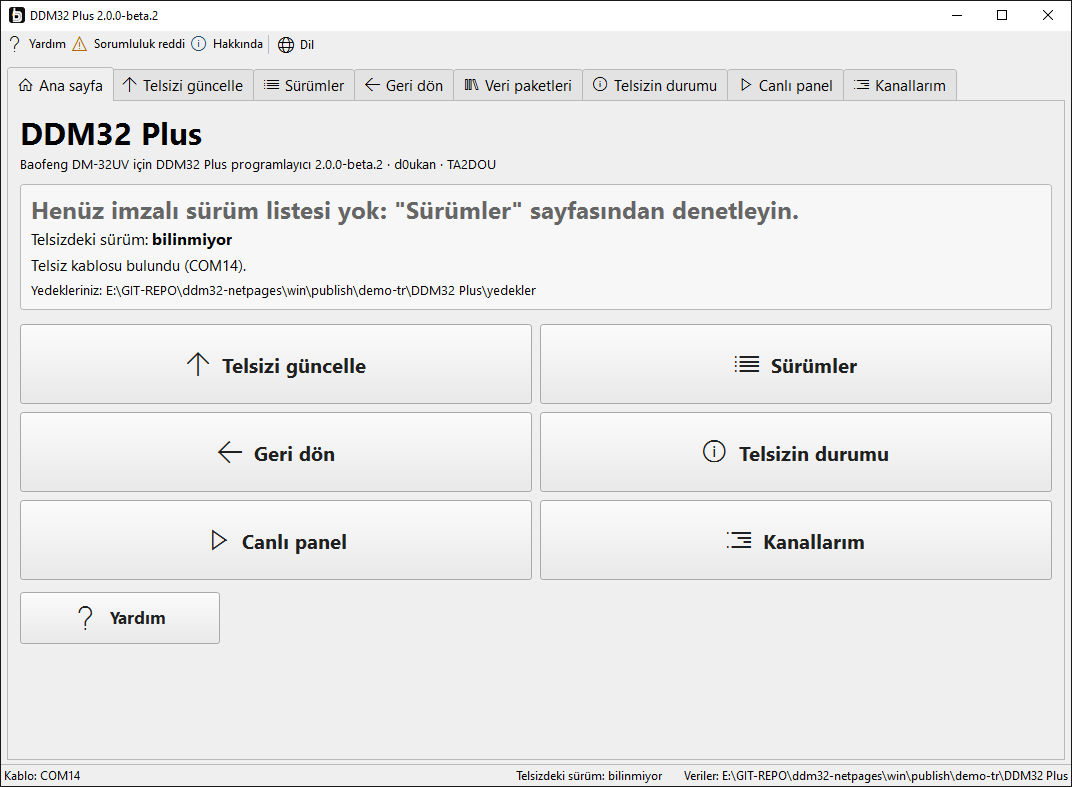 DDM32 Plus 2.0.0-beta.2
Yardım Sorumluluk reddi Hakkında Dil
Ana sayfa Telsizi güncelle Sürümler Geri dön Veri paketleri Telsizin durumu Canlı panel Kanallarım
DDM32 Plus
Baofeng DM-32UV için DDM32 Plus programlayıcı 2.0.0-beta.2 · d0ukan · TA2DOU
Henüz imzalı sürüm listesi yok: "Sürümler" sayfasından denetleyin.
Telsizdeki sürüm: bilinmiyor
Telsiz kablosu bulundu (COM14).
Yedekleriniz: E:\GIT-REPO\ddm32-netpages\win\publish\demo-tr\DDM32 Plus\yedekler
Telsizi güncelle Sürümler
Geri dön Telsizin durumu
Canlı panel Kanallarım
Yardım
Kablo: COM14 Telsizdeki sürüm: bilinmiyor Veriler: E:\GIT-REPO\ddm32-netpages\win\publish\demo-tr\DDM32 Plus